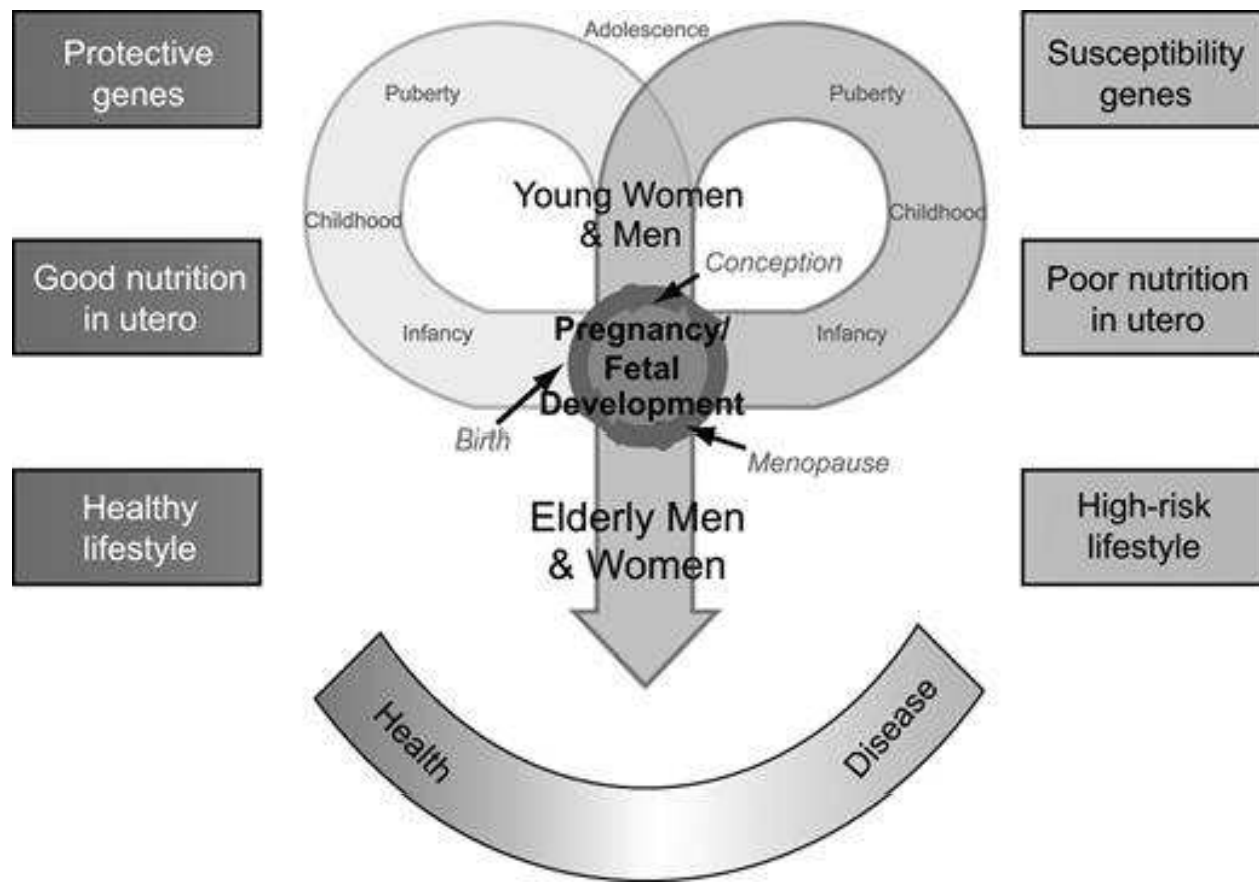 Protective
genes
Good nutrition
in utero
Healthy
lifestyle
Adolescence
Puberty
Puberty
Childhood
Childhood
Infancy
Infancy
Young Women
& Men
Conception
Pregnancy/
Fetal
Development
Birth
Menopause
Elderly Men
& Women
Health
Disease
Susceptibility
genes
Poor nutrition
in utero
High-risk
lifestyle